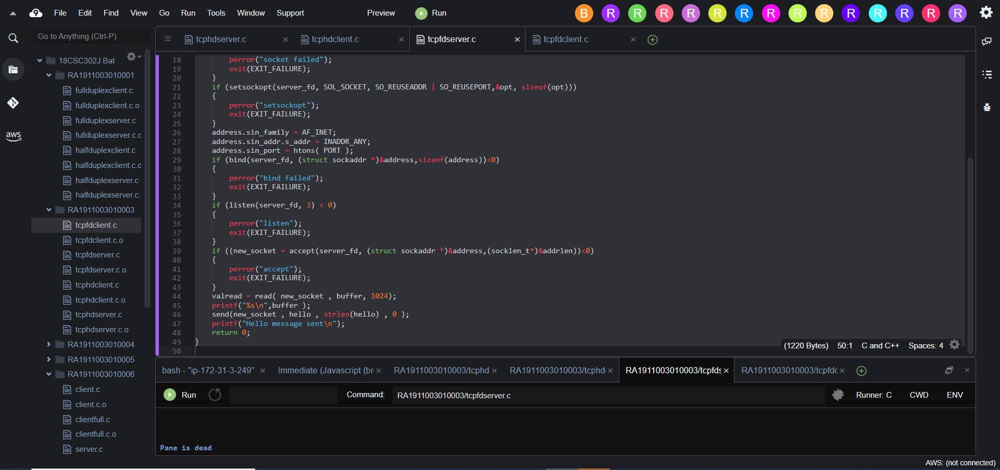 File Edit Find View Go Run Tools Window Support Preview Run B R R R R R R R R R R R R R R
Go to Anything (Ctrl-P)
tcphdserver.c tcphdclient.c tcpfdserver.c tcpfdclient.c
aws
18CSC302J Bat
RA1911003010001
fullduplexclient.c
fullduplexclient.c.o
fullduplexserver.c
fullduplexserver.c.c
halfduplexclient.c
halfduplexclient.c.o
halfduplexserver.c
halfduplexserver.c.
RA1911003010003
tcpfdclient.c
tcpfdclient.c.o
tcpfdserver.c
tcpfdserver.c.o
tcphdclient.c
tcphdclient.c.o
tcphdserver.c
tcphdserver.c.o
RA1911003010004
RA1911003010005
RA1911003010006
client.c
client.c.o
clientfull.c
clientfull.c.o
server.c
18 perror("socket failed");
19 exit(EXIT_FAILURE);
20 }
21 if (setsockopt(server_fd, SOL_SOCKET, SO_REUSEADDR | SO_REUSEPORT,&opt, sizeof(opt)))
22 {
23 perror("setsockopt");
24 exit(EXIT_FAILURE);
25 }
26 address.sin_family = AF_INET;
27 address.sin_addr.s_addr = INADDR_ANY;
28 address.sin_port = htons( PORT );
29 if (bind(server_fd, (struct sockaddr *)&address,sizeof(address))<0)
30 {
31 perror("bind failed");
32 exit(EXIT_FAILURE);
33 }
34 if (listen(server_fd, 3) < 0)
35 {
36 perror("listen");
37 exit(EXIT_FAILURE);
38 }
39 if ((new_socket = accept(server_fd, (struct sockaddr *)&address,(socklen_t*)&addrlen))<0)
40 {
41 perror("accept");
42 exit(EXIT_FAILURE);
43 }
44 valread = read( new_socket , buffer, 1024);
45 printf("%s\n",buffer );
46 send(new_socket , hello , strlen(hello) , 0 );
47 printf("Hello message sent\n");
48 return 0;
49 }
50
(1220 Bytes) 50:1 C and C++ Spaces: 4
bash - "ip-172-31-3-249" Immediate (Javascript (br RA1911003010003/tcphd RA1911003010003/tcphd RA1911003010003/tcpfds RA1911003010003/tcpfdc
Run Command: RA1911003010003/tcpfdserver.c Runner: C CWD ENV
Pane is dead
AWS: (not connected)